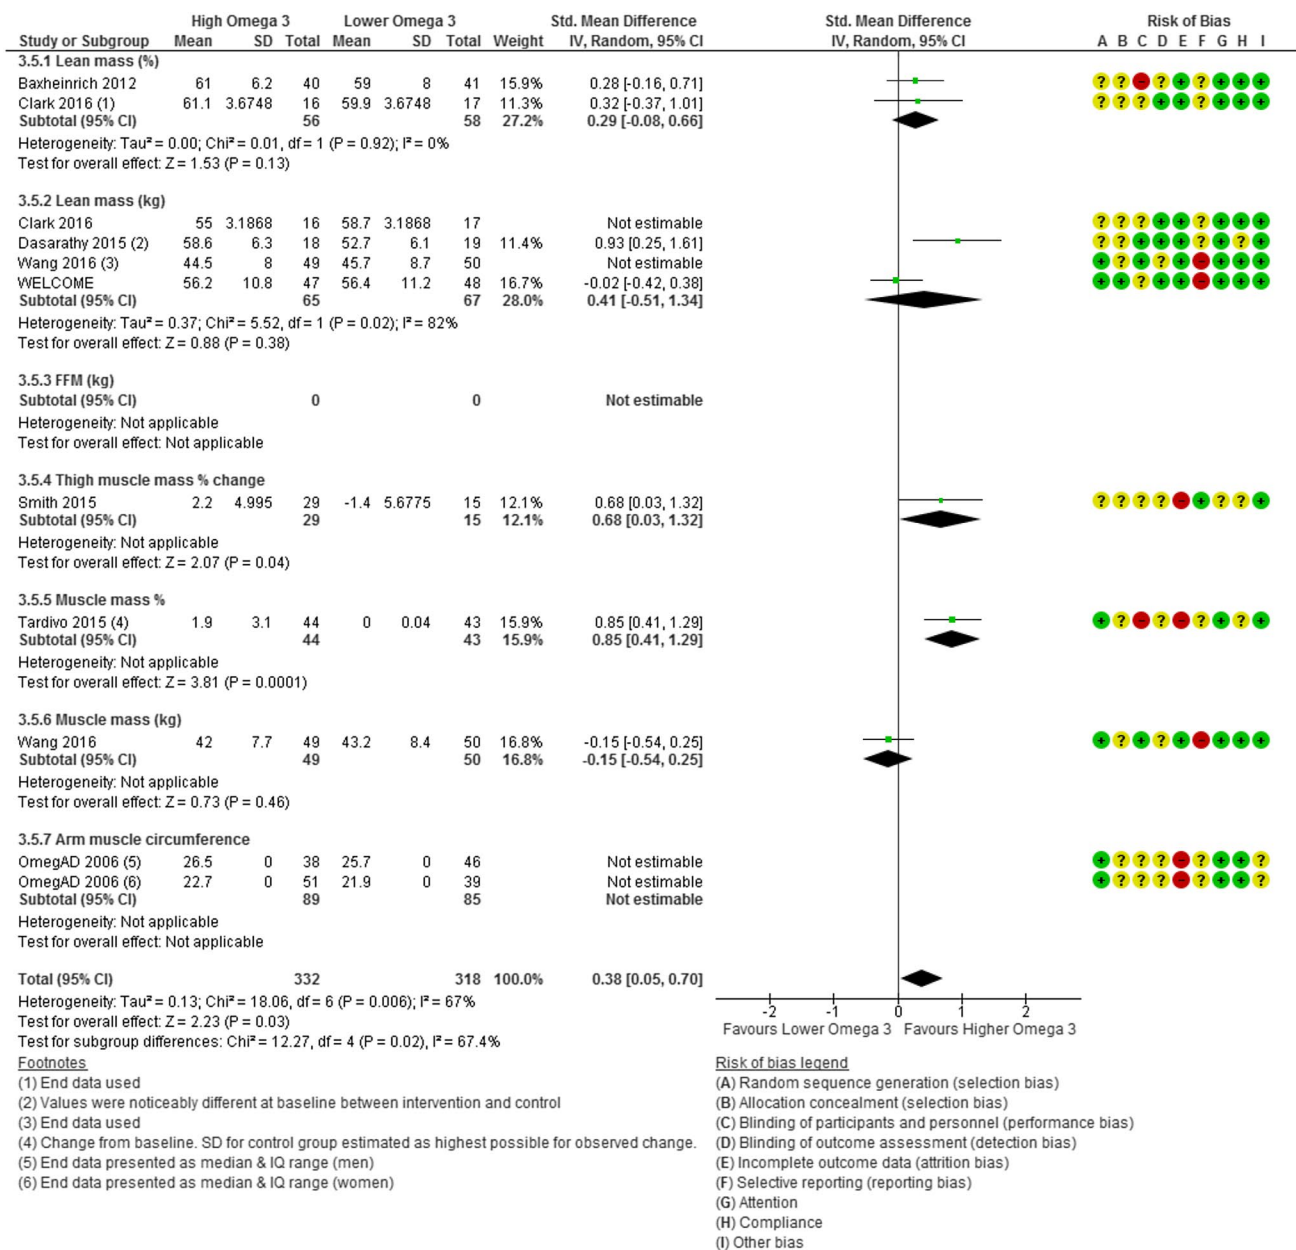 High Omega 3 Lower Omega 3 Std. Mean Difference Std. Mean Difference Risk of Bias
Study or Subgroup Mean SD Total Mean SD Total Weight IV, Random, 95% CI IV, Random, 95% CI A B C D E F G H I
3.5.1 Lean mass (%)
Baxheinrich 2012 61 6.2 40 59 8 41 15.9% 0.28 [-0.16, 0.71] ? ? - ? + ? + + +
Clark 2016 (1) 61.1 3.6748 16 59.9 3.6748 17 11.3% 0.32 [-0.37, 1.01] ? ? ? + + ? + + +
Subtotal (95% CI) 56 58 27.2% 0.29 [-0.08, 0.66]
Heterogeneity: Tau² = 0.00; Chi² = 0.01, df = 1 (P = 0.92); I² = 0%
Test for overall effect: Z = 1.53 (P = 0.13)
3.5.2 Lean mass (kg)
Clark 2016 55 3.1868 16 58.7 3.1868 17 Not estimable ? ? ? + + ? + + +
Dasarathy 2015 (2) 58.6 6.3 18 52.7 6.1 19 11.4% 0.93 [0.25, 1.61] ? ? + + + ? + ? +
Wang 2016 (3) 44.5 8 49 45.7 8.7 50 Not estimable + ? + ? + - + + +
WELCOME 56.2 10.8 47 56.4 11.2 48 16.7% -0.02 [-0.42, 0.38] + + ? + + - + + +
Subtotal (95% CI) 65 67 28.0% 0.41 [-0.51, 1.34]
Heterogeneity: Tau² = 0.37; Chi² = 5.52, df = 1 (P = 0.02); I² = 82%
Test for overall effect: Z = 0.88 (P = 0.38)
3.5.3 FFM (kg)
Subtotal (95% CI) 0 0 Not estimable
Heterogeneity: Not applicable
Test for overall effect: Not applicable
3.5.4 Thigh muscle mass % change
Smith 2015 2.2 4.995 29 -1.4 5.6775 15 12.1% 0.68 [0.03, 1.32] ? ? ? ? - + ? ? +
Subtotal (95% CI) 29 15 12.1% 0.68 [0.03, 1.32]
Heterogeneity: Not applicable
Test for overall effect: Z = 2.07 (P = 0.04)
3.5.5 Muscle mass %
Tardivo 2015 (4) 1.9 3.1 44 0 0.04 43 15.9% 0.85 [0.41, 1.29] + ? - ? - ? + ? +
Subtotal (95% CI) 44 43 15.9% 0.85 [0.41, 1.29]
Heterogeneity: Not applicable
Test for overall effect: Z = 3.81 (P = 0.0001)
3.5.6 Muscle mass (kg)
Wang 2016 42 7.7 49 43.2 8.4 50 16.8% -0.15 [-0.54, 0.25] + ? + ? + - + + +
Subtotal (95% CI) 49 50 16.8% -0.15 [-0.54, 0.25]
Heterogeneity: Not applicable
Test for overall effect: Z = 0.73 (P = 0.46)
3.5.7 Arm muscle circumference
OmegAD 2006 (5) 26.5 0 38 25.7 0 46 Not estimable + ? ? ? - ? + + ?
OmegAD 2006 (6) 22.7 0 51 21.9 0 39 Not estimable + ? ? ? - ? + + ?
Subtotal (95% CI) 89 85 Not estimable
Heterogeneity: Not applicable
Test for overall effect: Not applicable
Total (95% CI) 332 318 100.0% 0.38 [0.05, 0.70]
Heterogeneity: Tau² = 0.13; Chi² = 18.06, df = 6 (P = 0.006); I² = 67%
Test for overall effect: Z = 2.23 (P = 0.03)
Test for subgroup differences: Chi² = 12.27, df = 4 (P = 0.02), I² = 67.4%
-2 -1 0 1 2
Favours Lower Omega 3 Favours Higher Omega 3
Footnotes
(1) End data used
(2) Values were noticeably different at baseline between intervention and control
(3) End data used
(4) Change from baseline. SD for control group estimated as highest possible for observed change.
(5) End data presented as median & IQ range (men)
(6) End data presented as median & IQ range (women)
Risk of bias legend
(A) Random sequence generation (selection bias)
(B) Allocation concealment (selection bias)
(C) Blinding of participants and personnel (performance bias)
(D) Blinding of outcome assessment (detection bias)
(E) Incomplete outcome data (attrition bias)
(F) Selective reporting (reporting bias)
(G) Attention
(H) Compliance
(I) Other bias